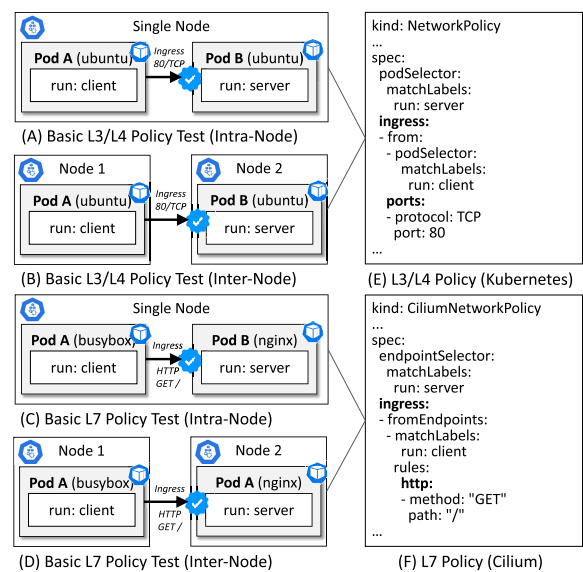 Single Node
Pod A (ubuntu)
run: client
Ingress
80/TCP
Pod B (ubuntu)
run: server
(A) Basic L3/L4 Policy Test (Intra-Node)
Node 1
Pod A (ubuntu)
run: client
Ingress
80/TCP
Node 2
Pod B (ubuntu)
run: server
(B) Basic L3/L4 Policy Test (Inter-Node)
Single Node
Pod A (busybox)
run: client
Ingress
HTTP
GET /
Pod B (nginx)
run: server
(C) Basic L7 Policy Test (Intra-Node)
Node 1
Pod A (busybox)
run: client
Ingress
HTTP
GET /
Node 2
Pod A (nginx)
run: server
(D) Basic L7 Policy Test (Inter-Node)
kind: NetworkPolicy
...
spec:
podSelector:
matchLabels:
run: server
ingress:
- from:
- podSelector:
matchLabels:
run: client
ports:
- protocol: TCP
port: 80
...
(E) L3/L4 Policy (Kubernetes)
kind: CiliumNetworkPolicy
...
spec:
endpointSelector:
matchLabels:
run: server
ingress:
- fromEndpoints:
- matchLabels:
run: client
rules:
http:
- method: "GET"
path: "/"
...
(F) L7 Policy (Cilium)